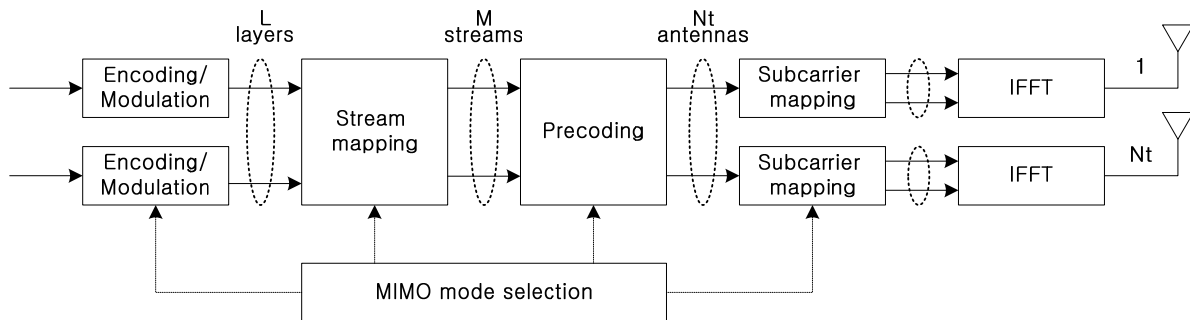 L
layers
M
streams
Nt
antennas
Encoding/
Modulation
Stream
mapping
Precoding
Subcarrier
mapping
IFFT
1
Encoding/
Modulation
Subcarrier
mapping
IFFT
Nt
MIMO mode selection